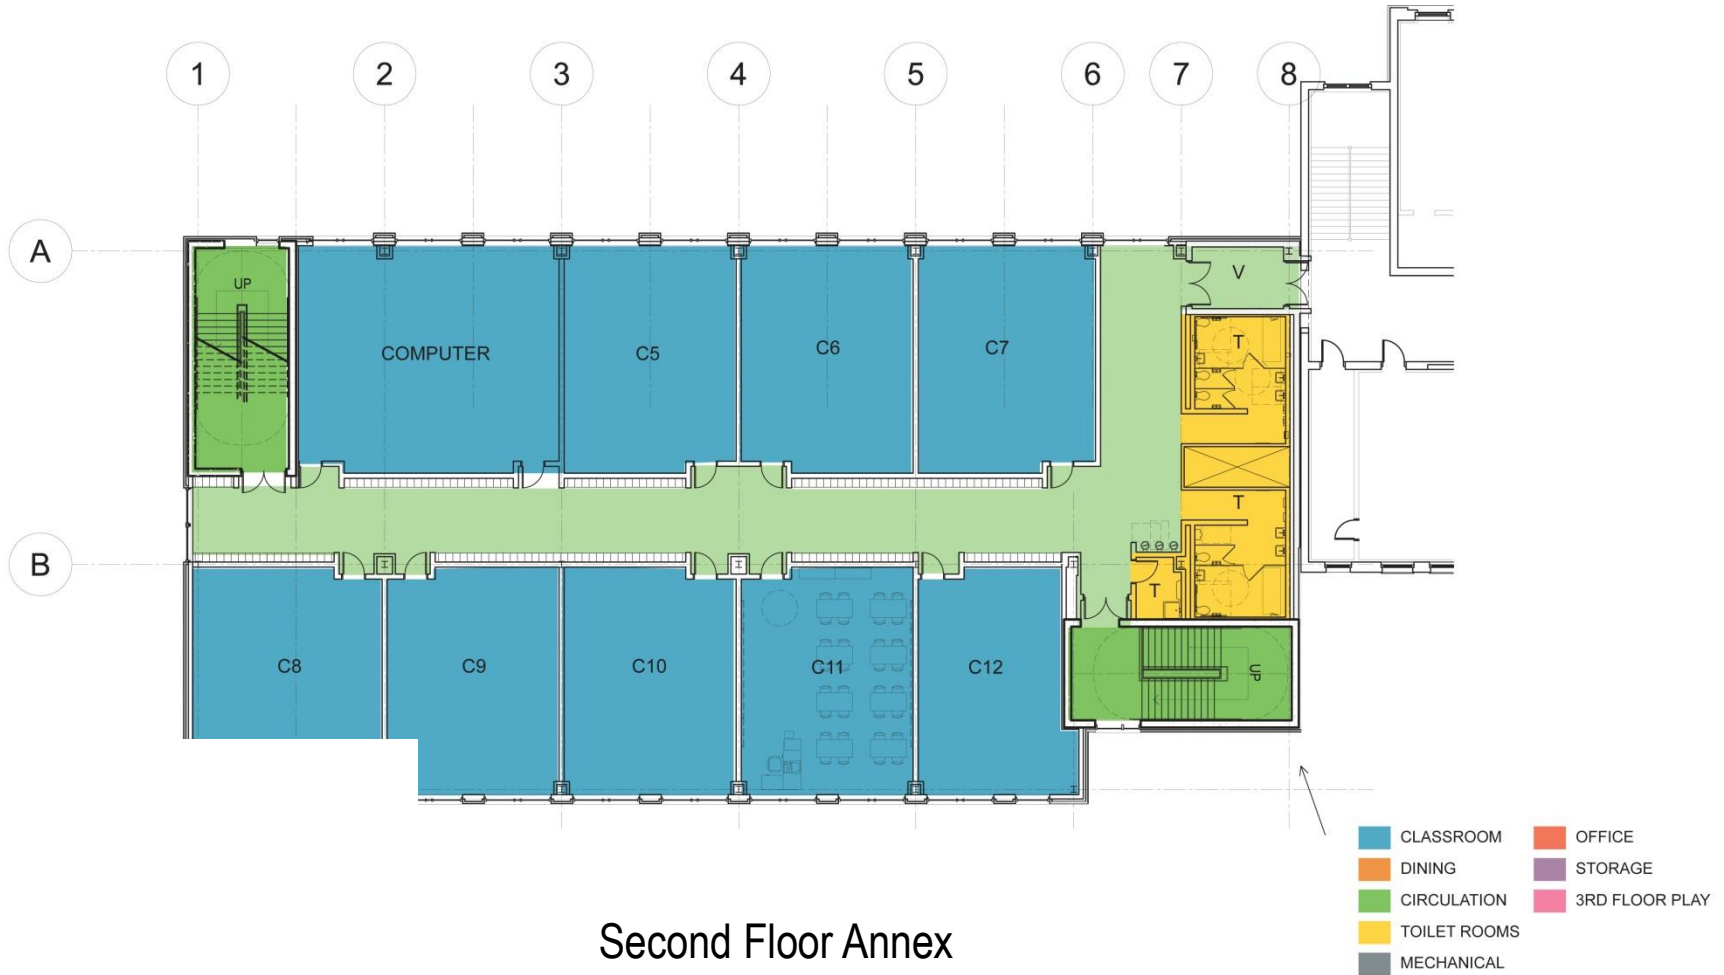 1 2 3 4 5 6 7 8
A
UP
V
COMPUTER C5 C6 C7 T
T
B
T
C8 C9 C10 C11 C12 UP
CLASSROOM OFFICE
DINING STORAGE
CIRCULATION 3RD FLOOR PLAY
TOILET ROOMS
MECHANICAL
Second Floor Annex